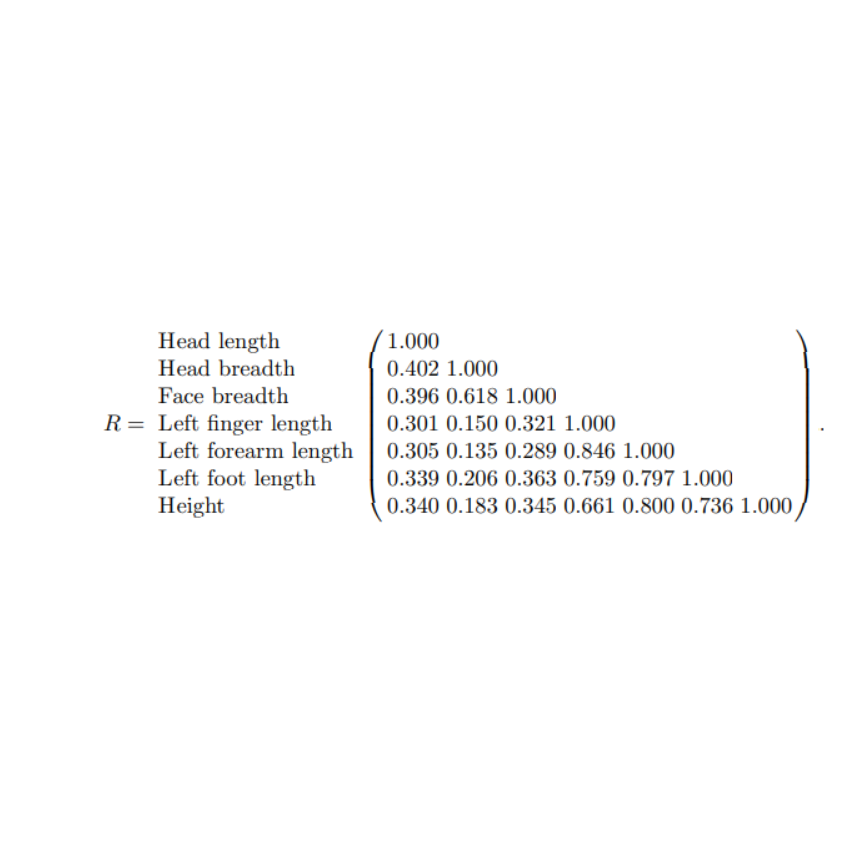 Head length 1.000
Head breadth 0.402 1.000
Face breadth 0.396 0.618 1.000
R = Left finger length 0.301 0.150 0.321 1.000 .
Left forearm length 0.305 0.135 0.289 0.846 1.000
Left foot length 0.339 0.206 0.363 0.759 0.797 1.000
Height 0.340 0.183 0.345 0.661 0.800 0.736 1.000